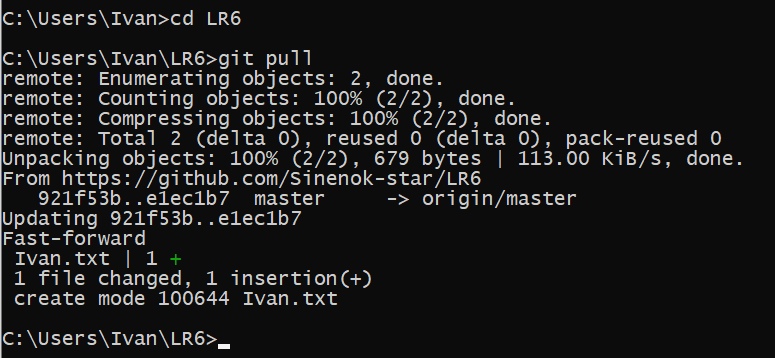 C:\Users\Ivan>cd LR6
C:\Users\Ivan\LR6>git pull
remote: Enumerating objects: 2, done.
remote: Counting objects: 100% (2/2), done.
remote: Compressing objects: 100% (2/2), done.
remote: Total 2 (delta 0), reused 0 (delta 0), pack-reused 0
Unpacking objects: 100% (2/2), 679 bytes | 113.00 KiB/s, done.
From https://github.com/Sinenok-star/LR6
   921f53b..e1ec1b7  master     -> origin/master
Updating 921f53b..e1ec1b7
Fast-forward
 Ivan.txt | 1 +
 1 file changed, 1 insertion(+)
 create mode 100644 Ivan.txt
C:\Users\Ivan\LR6>